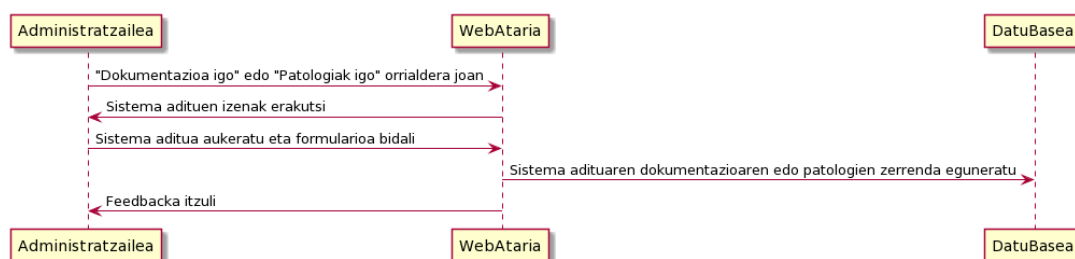 Administratzailea
WebAtaria
DatuBasea
"Dokumentazioa igo" edo "Patologiak igo" orrialdera joan
Sistema adituen izenak erakutsi
Sistema aditua aukeratu eta formularioa bidali
Sistema adituaren dokumentazioaren edo patologien zerrenda eguneratu
Feedbacka itzuli
Administratzailea
WebAtaria
DatuBasea